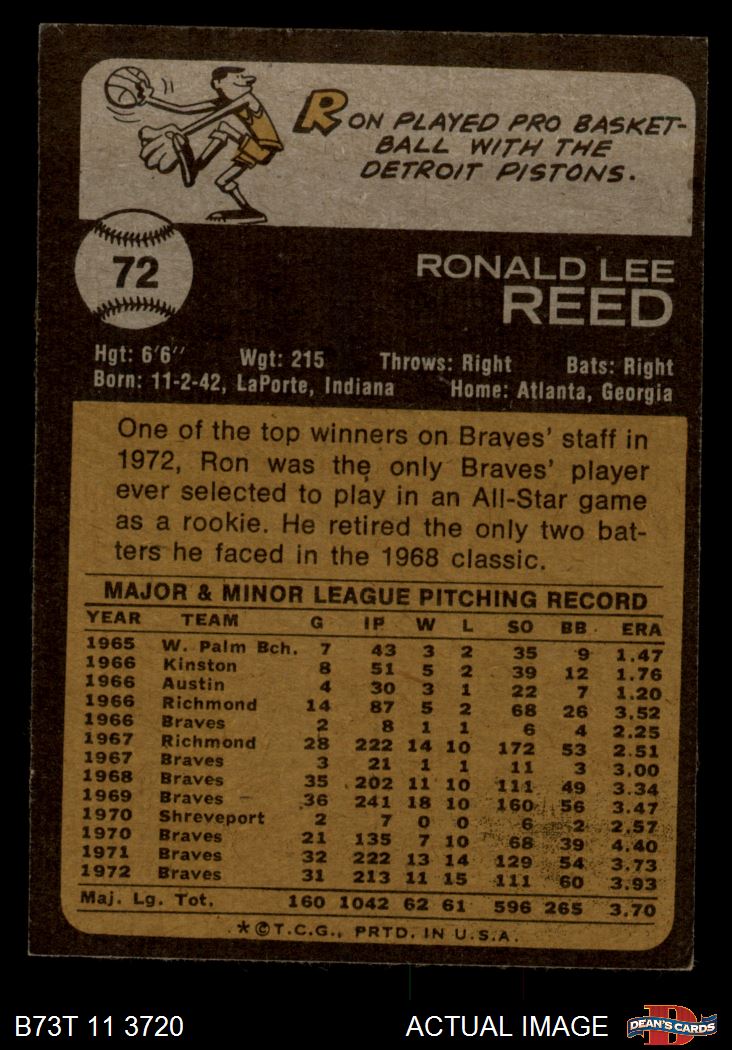 RON PLAYED PRO BASKET-
BALL WITH THE
DETROIT PISTONS.
72
RONALD LEE
REED
Hgt: 6'6" Wgt: 215 Throws: Right Bats: Right
Born: 11-2-42, LaPorte, Indiana Home: Atlanta, Georgia
One of the top winners on Braves' staff in
1972, Ron was the only Braves' player
ever selected to play in an All-Star game
as a rookie. He retired the only two bat-
ters he faced in the 1968 classic.
MAJOR & MINOR LEAGUE PITCHING RECORD
YEAR TEAM G IP W L SO BB ERA
1965 W. Palm Bch. 7 43 3 2 35 9 1.47
1966 Kinston 8 51 5 2 39 12 1.76
1966 Austin 4 30 3 1 22 7 1.20
1966 Richmond 14 87 5 2 68 26 3.52
1966 Braves 2 8 1 1 6 4 2.25
1967 Richmond 28 222 14 10 172 53 2.51
1967 Braves 3 21 1 1 11 3 3.00
1968 Braves 35 202 11 10 111 49 3.34
1969 Braves 36 241 18 10 160 56 3.47
1970 Shreveport 2 7 0 0 6 2 2.57
1970 Braves 21 135 7 10 68 39 4.40
1971 Braves 32 222 13 14 129 54 3.73
1972 Braves 31 213 11 15 111 60 3.93
Maj. Lg. Tot. 160 1042 62 61 596 265 3.70
*©T.C.G., PRTD. IN U.S.A.
B73T 11 3720 ACTUAL IMAGE DEAN'S CARDS